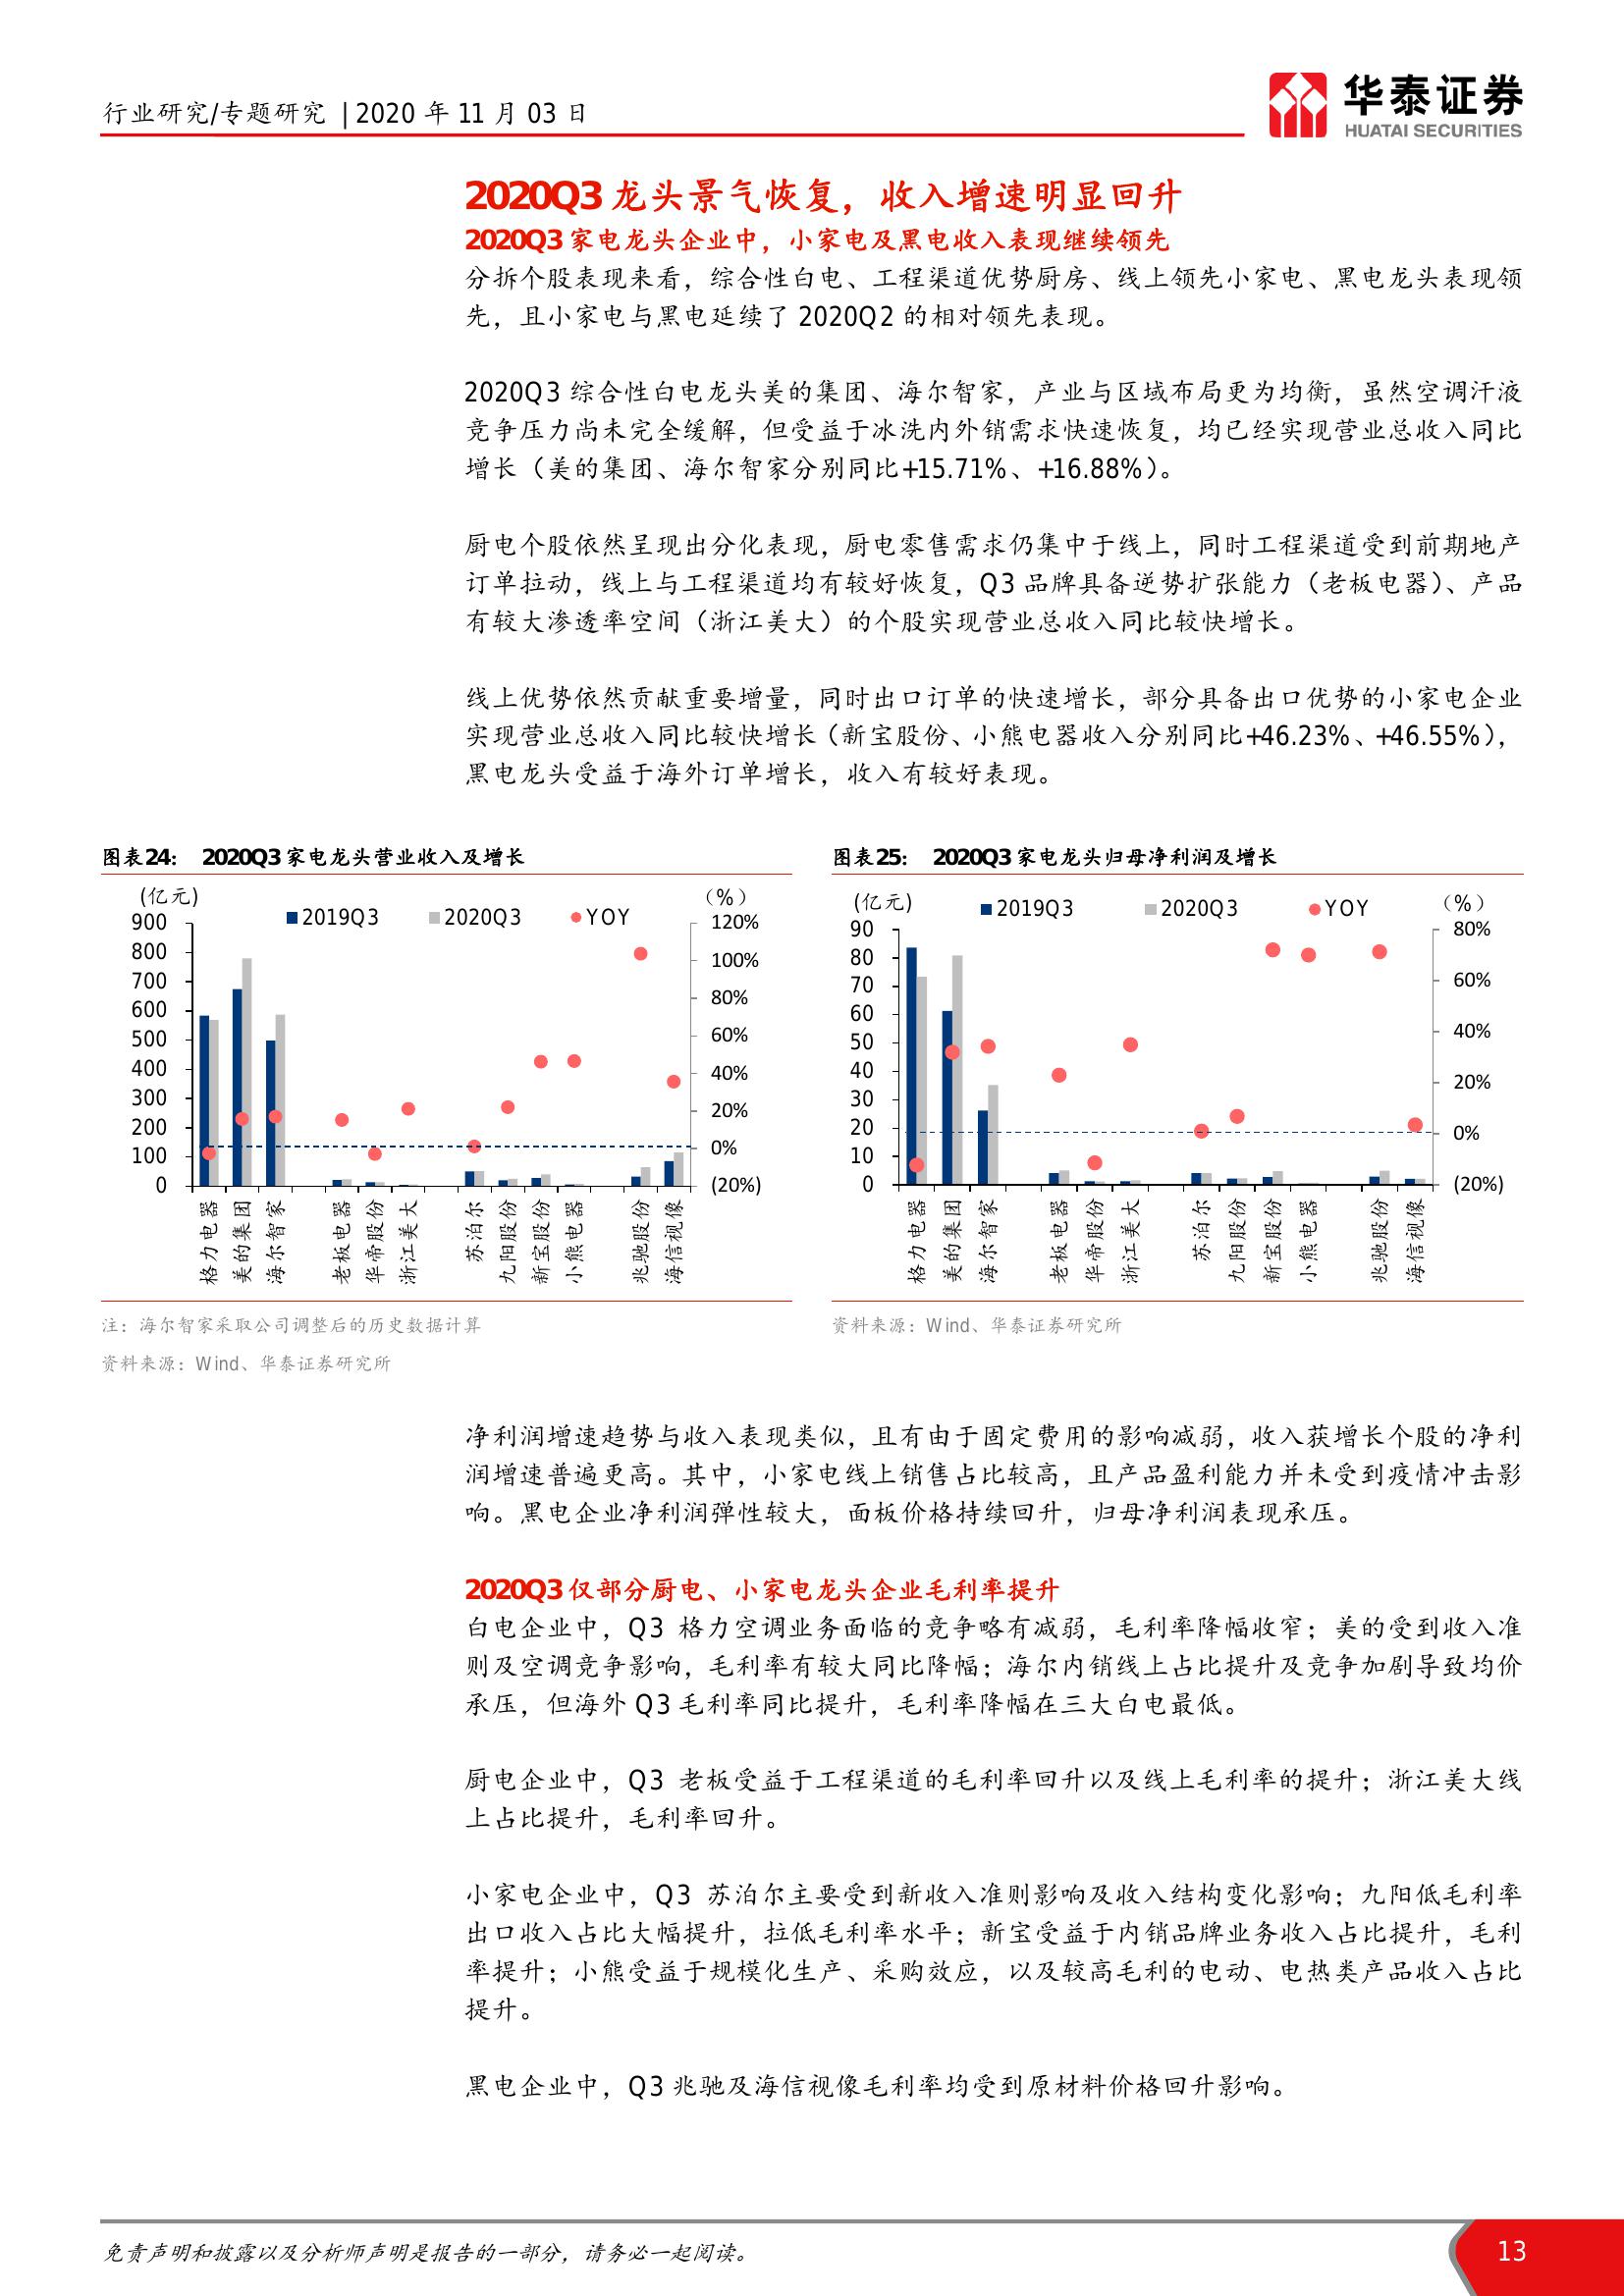 行业研究/专题研究 | 2020 年 11 月 03 日
华泰证券
HUATAI SECURITIES
2020Q3 龙头景气恢复，收入增速明显回升
2020Q3 家电龙头企业中，小家电及黑电收入表现继续领先
分拆个股表现来看，综合性白电、工程渠道优势厨房、线上领先小家电、黑电龙头表现领
先，且小家电与黑电延续了 2020Q2 的相对领先表现。
2020Q3 综合性白电龙头美的集团、海尔智家，产业与区域布局更为均衡，虽然空调汗液
竞争压力尚未完全缓解，但受益于冰洗内外销需求快速恢复，均已经实现营业总收入同比
增长（美的集团、海尔智家分别同比+15.71%、+16.88%）。
厨电个股依然呈现出分化表现，厨电零售需求仍集中于线上，同时工程渠道受到前期地产
订单拉动，线上与工程渠道均有较好恢复，Q3 品牌具备逆势扩张能力（老板电器）、产品
有较大渗透率空间（浙江美大）的个股实现营业总收入同比较快增长。
线上优势依然贡献重要增量，同时出口订单的快速增长，部分具备出口优势的小家电企业
实现营业总收入同比较快增长（新宝股份、小熊电器收入分别同比+46.23%、+46.55%），
黑电龙头受益于海外订单增长，收入有较好表现。
图表24： 2020Q3 家电龙头营业收入及增长
(亿元)
（%）
2019Q3 2020Q3 YOY
900
800
700
600
500
400
300
200
100
0
120%
100%
80%
60%
40%
20%
0%
(20%)
格力电器
美的集团
海尔智家
老板电器
华帝股份
浙江美大
苏泊尔
九阳股份
新宝股份
小熊电器
兆驰股份
海信视像
注：海尔智家采取公司调整后的历史数据计算
资料来源：Wind、华泰证券研究所
图表25： 2020Q3 家电龙头归母净利润及增长
(亿元)
（%）
2019Q3 2020Q3 YOY
90
80
70
60
50
40
30
20
10
0
80%
60%
40%
20%
0%
(20%)
格力电器
美的集团
海尔智家
老板电器
华帝股份
浙江美大
苏泊尔
九阳股份
新宝股份
小熊电器
兆驰股份
海信视像
资料来源：Wind、华泰证券研究所
净利润增速趋势与收入表现类似，且有由于固定费用的影响减弱，收入获增长个股的净利
润增速普遍更高。其中，小家电线上销售占比较高，且产品盈利能力并未受到疫情冲击影
响。黑电企业净利润弹性较大，面板价格持续回升，归母净利润表现承压。
2020Q3 仅部分厨电、小家电龙头企业毛利率提升
白电企业中，Q3 格力空调业务面临的竞争略有减弱，毛利率降幅收窄；美的受到收入准
则及空调竞争影响，毛利率有较大同比降幅；海尔内销线上占比提升及竞争加剧导致均价
承压，但海外 Q3 毛利率同比提升，毛利率降幅在三大白电最低。
厨电企业中，Q3 老板受益于工程渠道的毛利率回升以及线上毛利率的提升；浙江美大线
上占比提升，毛利率回升。
小家电企业中，Q3 苏泊尔主要受到新收入准则影响及收入结构变化影响；九阳低毛利率
出口收入占比大幅提升，拉低毛利率水平；新宝受益于内销品牌业务收入占比提升，毛利
率提升；小熊受益于规模化生产、采购效应，以及较高毛利的电动、电热类产品收入占比
提升。
黑电企业中，Q3 兆驰及海信视像毛利率均受到原材料价格回升影响。
免责声明和披露以及分析师声明是报告的一部分，请务必一起阅读。
13